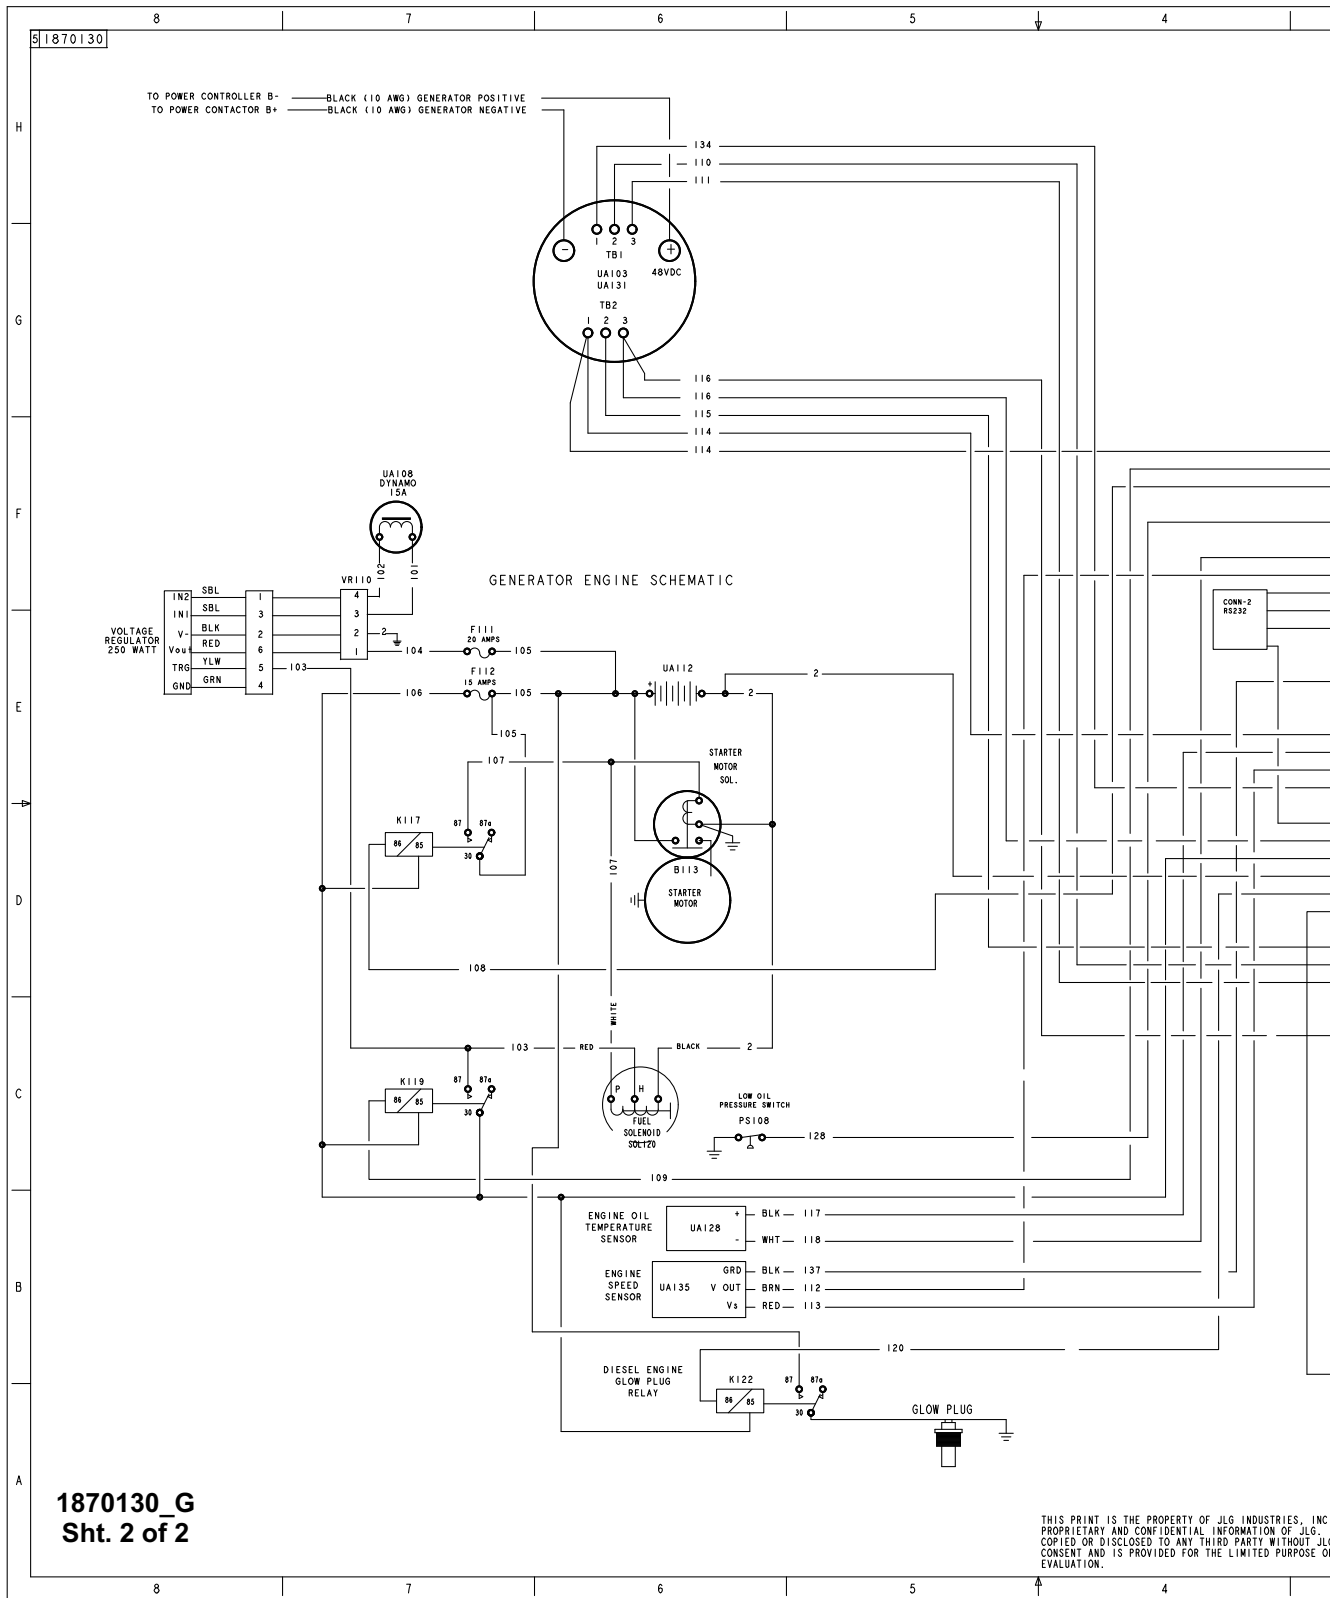 8 7 6 5 4
5 1870130
TO POWER CONTROLLER B- BLACK (10 AWG) GENERATOR POSITIVE
TO POWER CONTACTOR B+ BLACK (10 AWG) GENERATOR NEGATIVE
H
134
110
111
1 2 3
TB1
- +
48VDC
UA103
UA131
TB2
1 2 3
G
116
116
115
114
114
UA108
DYNAMO
15A
F
102 101
GENERATOR ENGINE SCHEMATIC
VR110
IN2 SBL 1 4
IN1 SBL 3 3
V- BLK 2 2 2
Vout RED 6 1 104
TRG YLW 5 103
GND GRN 4
VOLTAGE
REGULATOR
250 WATT
CONN-2
RS232
F111
20 AMPS
105
F112
15 AMPS
106 105
UA112
+
2
2
E
105
107
STARTER
MOTOR
SOL.
K117
86 85
87 87a
30
107
B113
STARTER
MOTOR
D
108
WHITE
103 RED BLACK 2
K119
86 85
87 87a
30
P H
FUEL
SOLENOID
SOL120
C
LOW OIL
PRESSURE SWITCH
PS108
128
109
ENGINE OIL
TEMPERATURE
SENSOR
UA128
+ BLK 117
- WHT 118
ENGINE
SPEED
SENSOR
UA135
GRD BLK 137
V OUT BRN 112
Vs RED 113
B
120
DIESEL ENGINE
GLOW PLUG
RELAY
K122
86 85
87 87a
30
GLOW PLUG
A
1870130_G
Sht. 2 of 2
THIS PRINT IS THE PROPERTY OF JLG INDUSTRIES, INC
PROPRIETARY AND CONFIDENTIAL INFORMATION OF JLG.
COPIED OR DISCLOSED TO ANY THIRD PARTY WITHOUT JLG
CONSENT AND IS PROVIDED FOR THE LIMITED PURPOSE OF
EVALUATION.
8 7 6 5 4